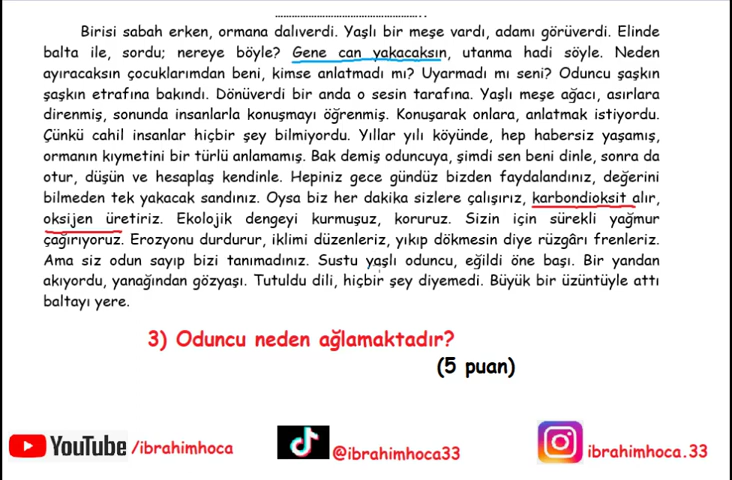 ........................................................
Birisi sabah erken, ormana dalıverdi. Yaşlı bir meşe vardı, adamı görüverdi. Elinde
balta ile, sordu; nereye böyle? Gene can yakacaksın, utanma hadi söyle. Neden
ayıracaksın çocuklarımdan beni, kimse anlatmadı mı? Uyarmadı mı seni? Oduncu şaşkın
şaşkın etrafına bakındı. Dönüverdi bir anda o sesin tarafına. Yaşlı meşe ağacı, asırlara
direnmiş, sonunda insanlarla konuşmayı öğrenmiş. Konuşarak onlara, anlatmak istiyordu.
Çünkü cahil insanlar hiçbir şey bilmiyordu. Yıllar yılı köyünde, hep habersiz yaşamış,
ormanın kıymetini bir türlü anlamamış. Bak demiş oduncuya, şimdi sen beni dinle, sonra da
otur, düşün ve hesaplaş kendinle. Hepiniz gece gündüz bizden faydalandınız, değerini
bilmeden tek yakacak sandınız. Oysa biz her dakika sizlere çalışırız, karbondioksit alır,
oksijen üretiriz. Ekolojik dengeyi kurmuşuz, koruruz. Sizin için sürekli yağmur
çağırıyoruz. Erozyonu durdurur, iklimi düzenleriz, yıkıp dökmesin diye rüzgârı frenleriz.
Ama siz odun sayıp bizi tanımadınız. Sustu yaşlı oduncu, eğildi öne başı. Bir yandan
akıyordu, yanağından gözyaşı. Tutuldu dili, hiçbir şey diyemedi. Büyük bir üzüntüyle attı
baltayı yere.
3) Oduncu neden ağlamaktadır?
(5 puan)
YouTube /ibrahimhoca
@ibrahimhoca33
ibrahimhoca.33